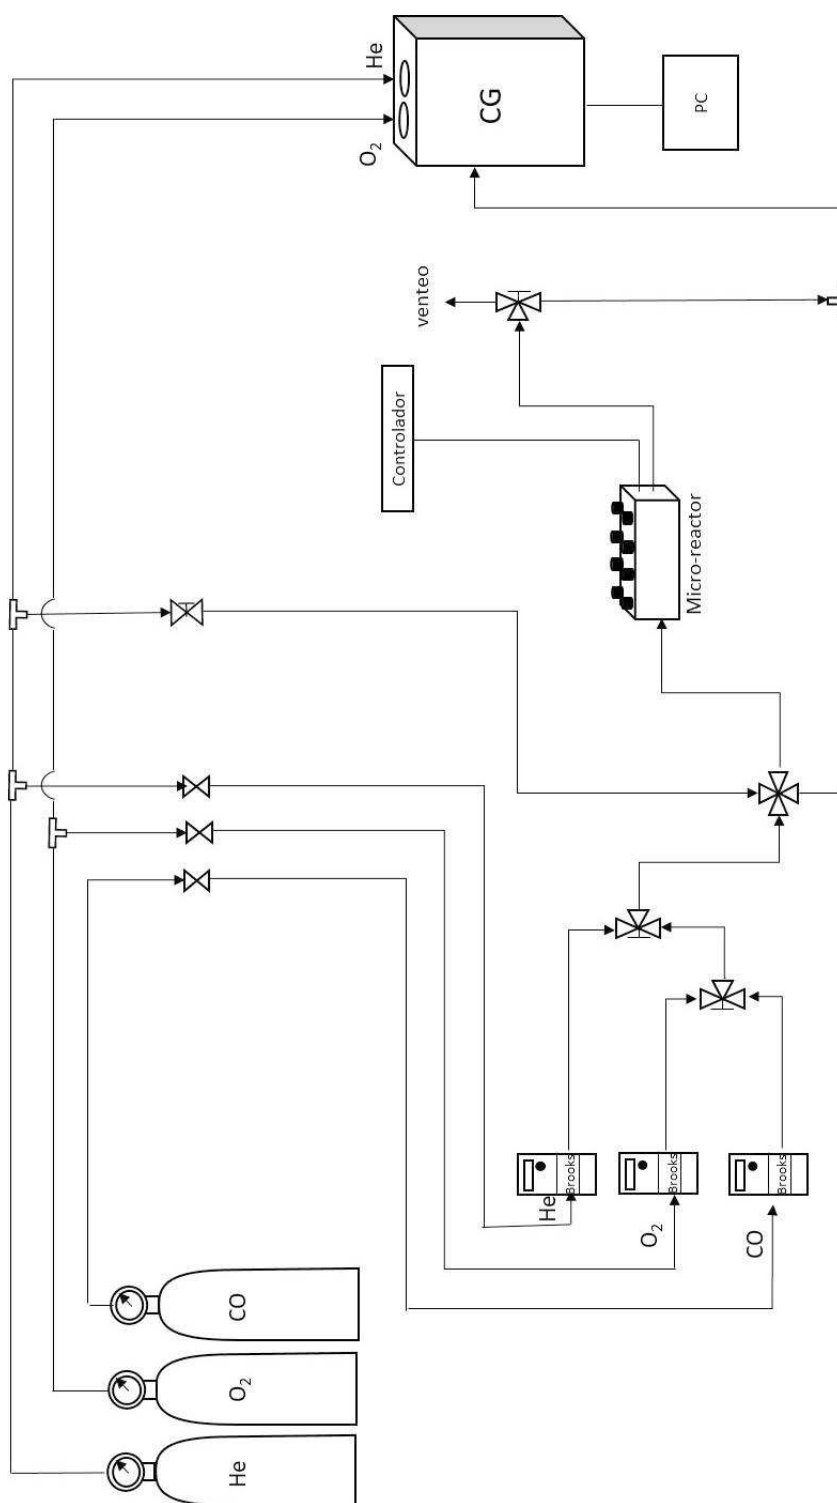 He
O₂
CG
PC
venteo
Controlador
Micro-reactor
He
Brooks
O₂
Brooks
CO
Brooks
CO
O₂
He